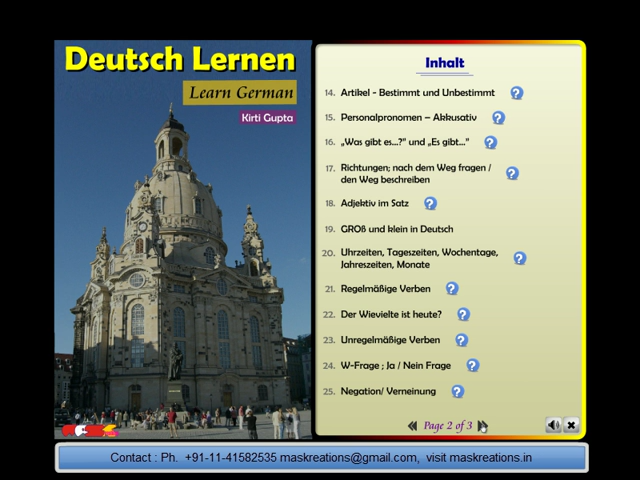 Deutsch Lernen
Learn German
Kirti Gupta
Inhalt
14. Artikel - Bestimmt und Unbestimmt ?
15. Personalpronomen – Akkusativ ?
16. „Was gibt es...?" und „Es gibt..." ?
17. Richtungen; nach dem Weg fragen /
den Weg beschreiben ?
18. Adjektiv im Satz ?
19. GROß und klein in Deutsch
20. Uhrzeiten, Tageszeiten, Wochentage,
Jahreszeiten, Monate ?
21. Regelmäßige Verben ?
22. Der Wievielte ist heute? ?
23. Unregelmäßige Verben ?
24. W-Frage ; Ja / Nein Frage ?
25. Negation/ Verneinung ?
Page 2 of 3
Contact : Ph. +91-11-41582535 maskreations@gmail.com, visit maskreations.in